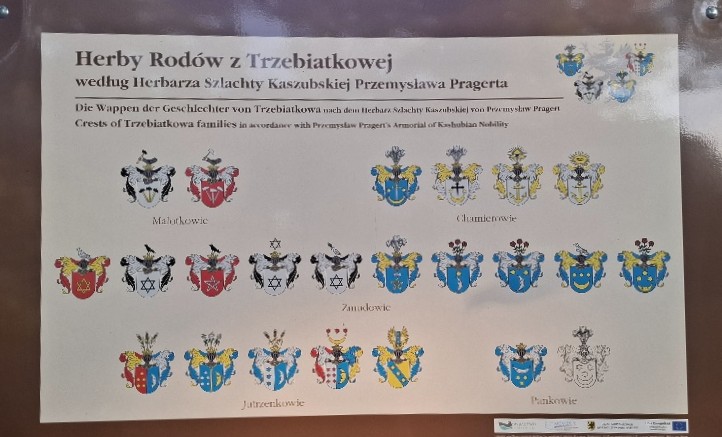 Herby Rodów z Trzebiatkowej
według Herbarza Szlachty Kaszubskiej Przemysława Pragerta
Die Wappen der Geschlechter von Trzebiatkowa nach dem Herbarz Szlachty Kaszubskiej von Przemysław Pragert
Crests of Trzebiatkowa families in accordance with Przemysław Pragert's Armorial of Kashubian Nobility
Malotkowie
Chamierowie
Zmudowie
Jutrzenkowie
Pankowie